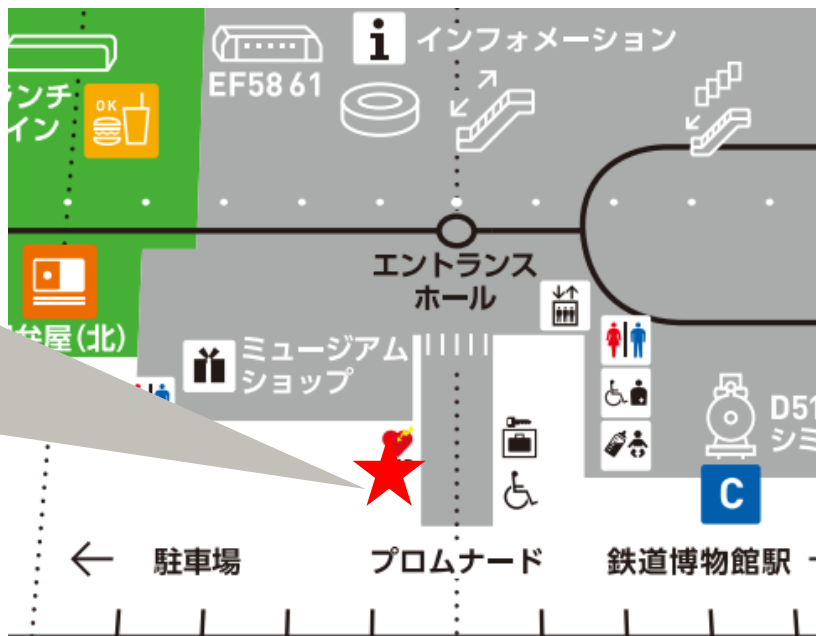 インフォメーション
EF58 61
ランチ
イン
OK
エントランス
ホール
弁屋(北)
ミュージアム
ショップ
D51
シミ
C
駐車場
プロムナード
鉄道博物館駅